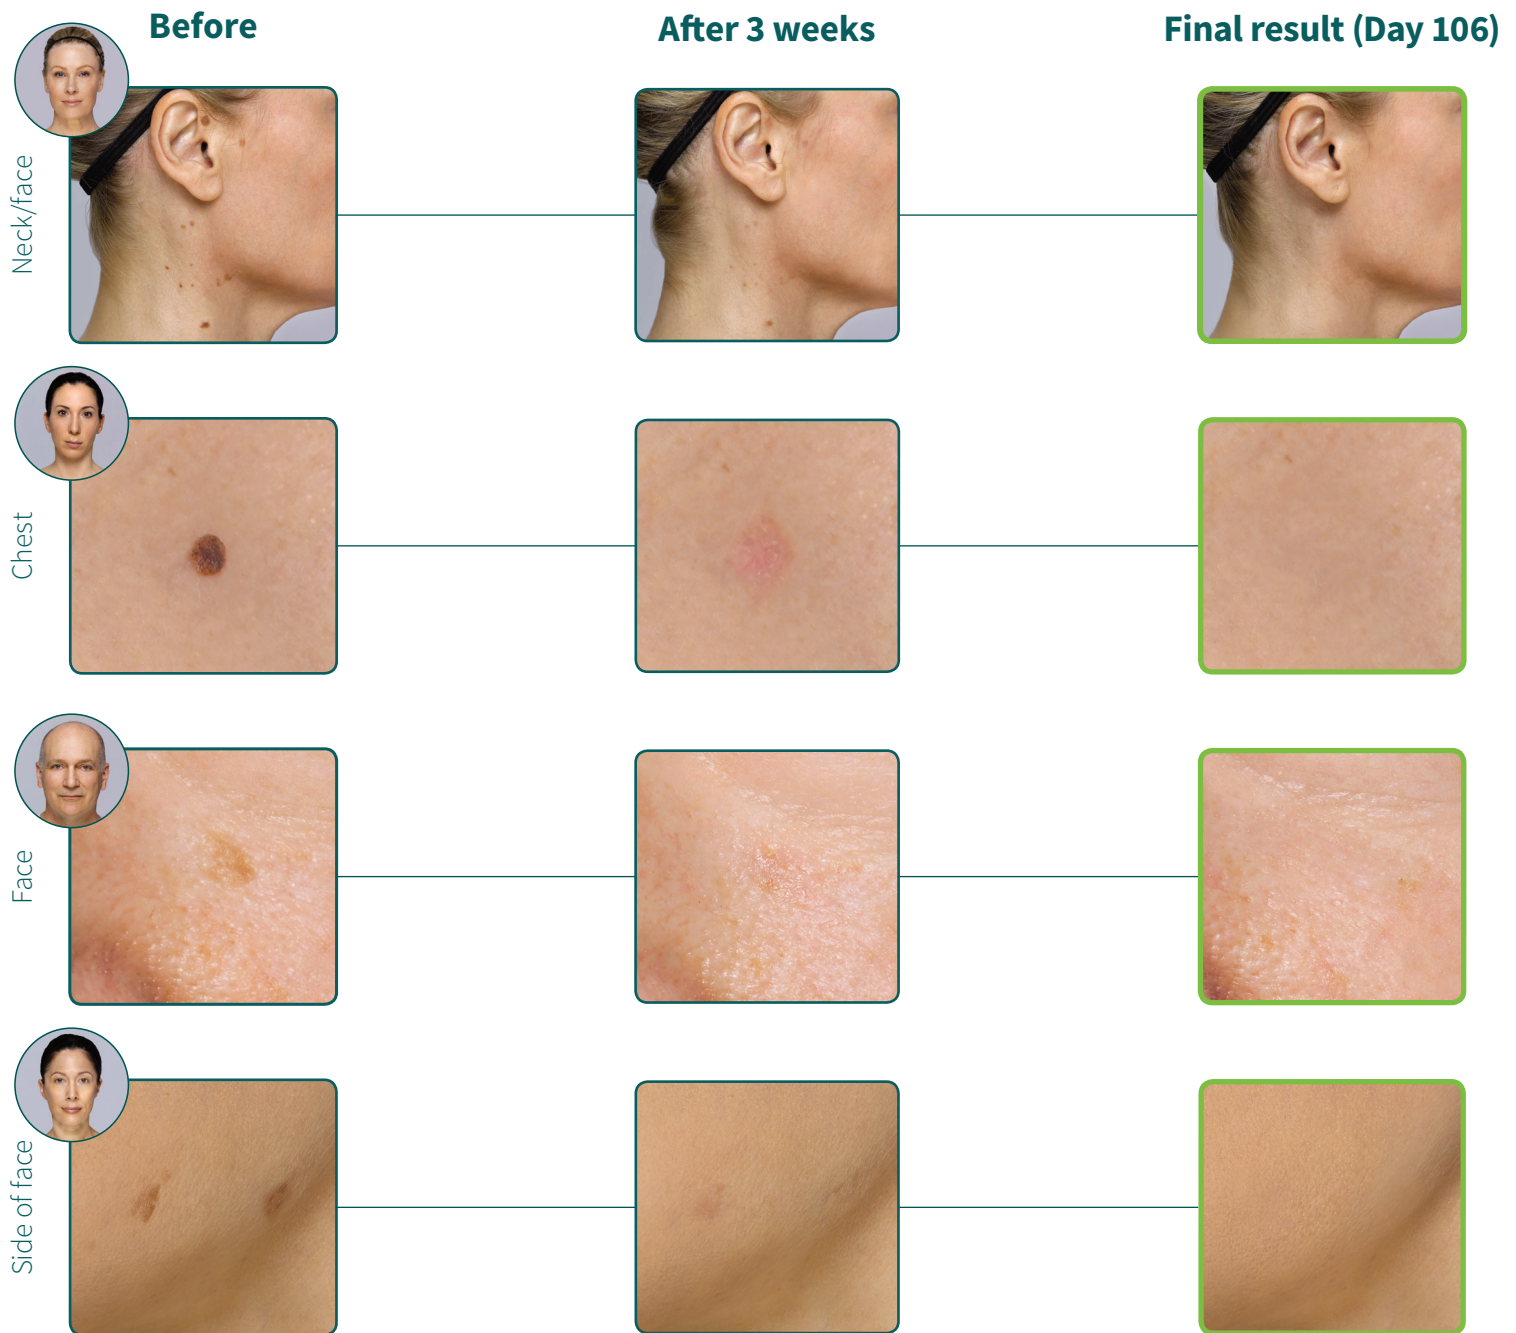 Before
After 3 weeks
Final result (Day 106)
Neck/face
Chest
Face
Side of face